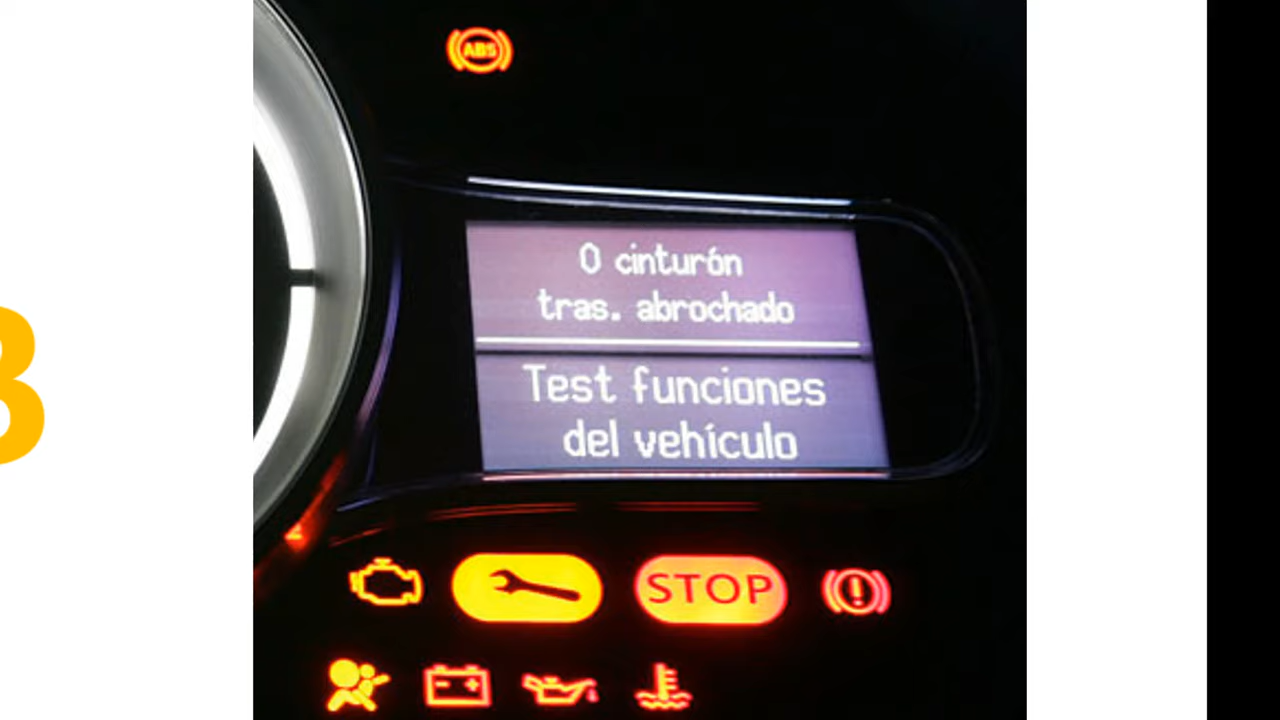 ABS
0 cinturón
tras. abrochado
Test funciones
del vehículo
STOP